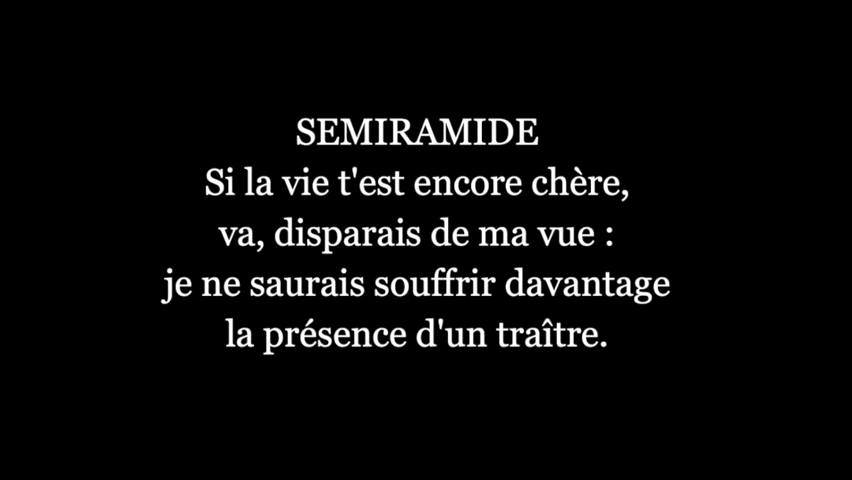 SEMIRAMIDE
Si la vie t'est encore chère,
va, disparais de ma vue :
je ne saurais souffrir davantage
la présence d'un traître.